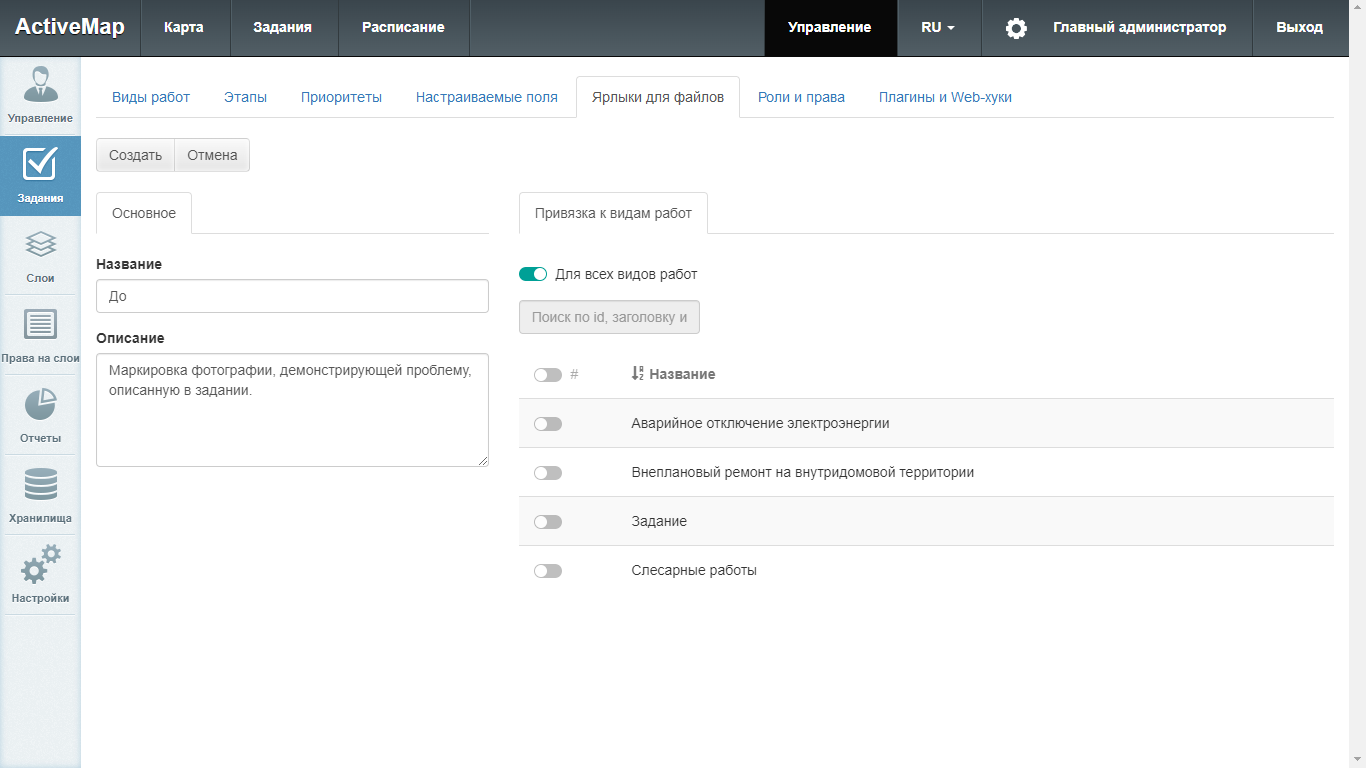 ActiveMap Карта Задания Расписание Управление RU Главный администратор Выход
Управление
Задания
Слои
Права на слои
Отчеты
Хранилища
Настройки
Виды работ Этапы Приоритеты Настраиваемые поля Ярлыки для файлов Роли и права Плагины и Web-хуки
Создать Отмена
Основное
Название
До
Описание
Маркировка фотографии, демонстрирующей проблему,
описанную в задании.
Привязка к видам работ
Для всех видов работ
Поиск по id, заголовку и
# Название
Аварийное отключение электроэнергии
Внеплановый ремонт на внутридомовой территории
Задание
Слесарные работы